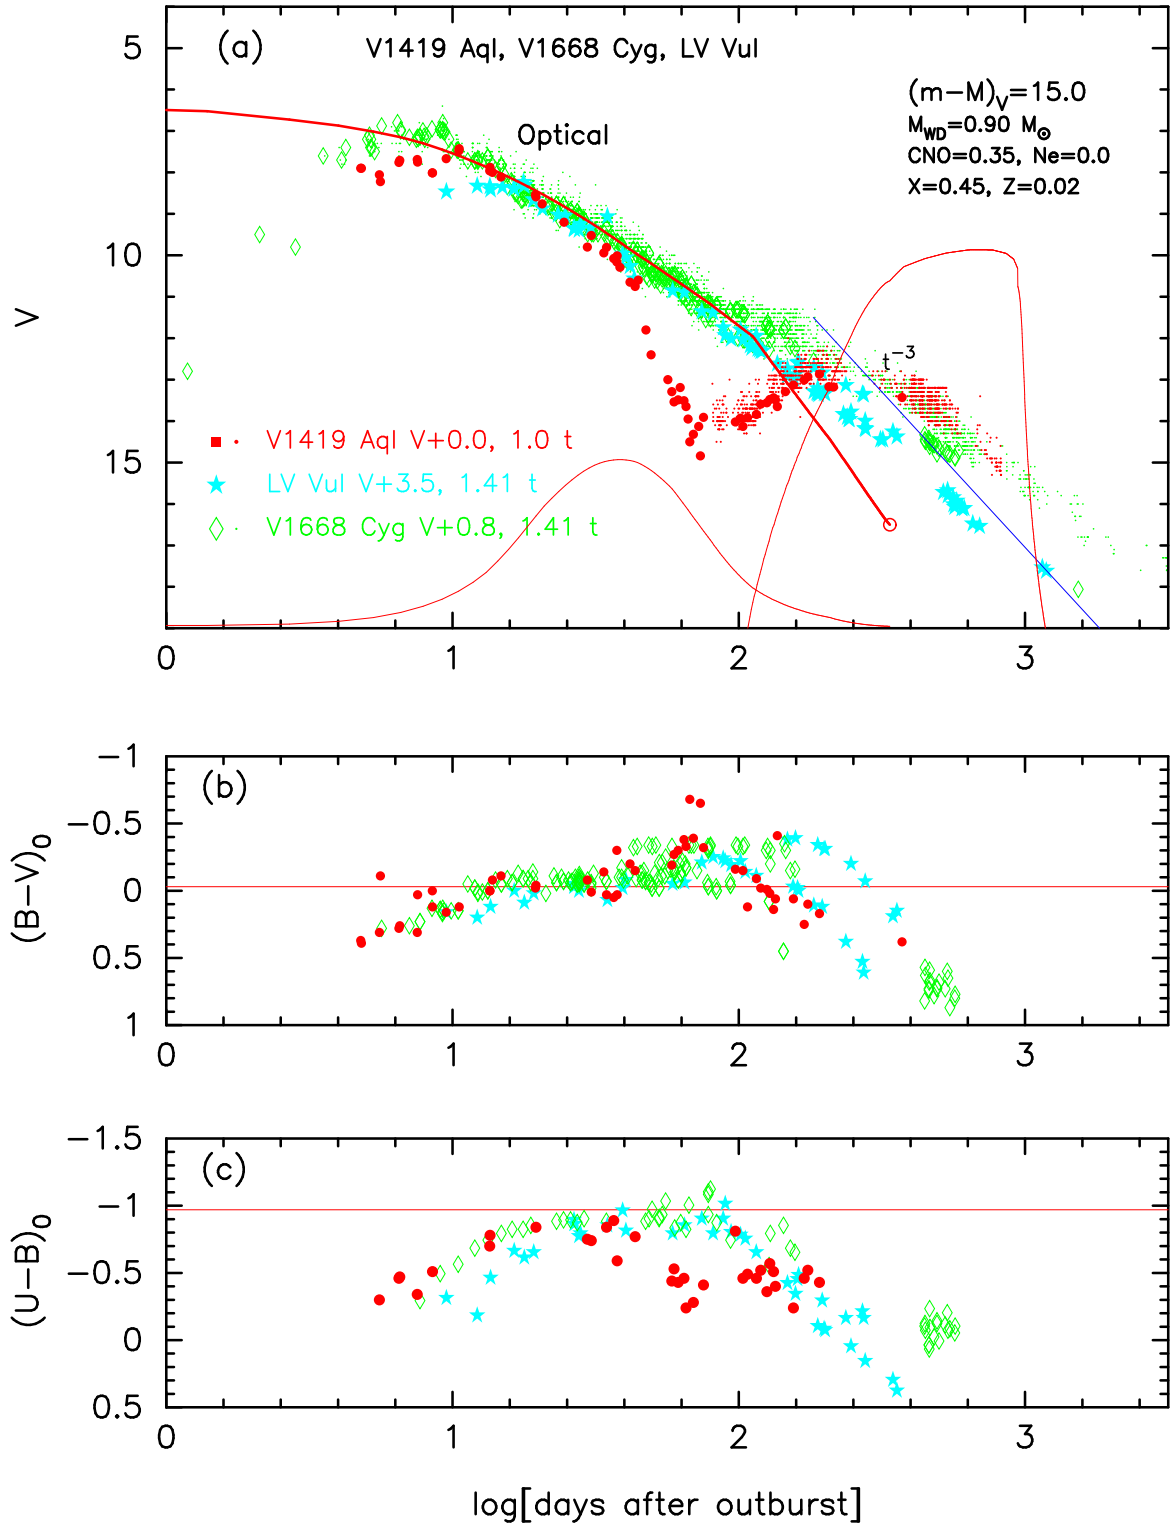 (a)
V1419 Aql, V1668 Cyg, LV Vul
(m−M)V=15.0
MWD=0.90 M⊙
CNO=0.35, Ne=0.0
X=0.45, Z=0.02
Optical
t−3
V1419 Aql V+0.0, 1.0 t
LV Vul V+3.5, 1.41 t
V1668 Cyg V+0.8, 1.41 t
V
5
10
15
0 1 2 3
(b)
(B−V)0
−1
−0.5
0
0.5
1
0 1 2 3
(c)
(U−B)0
−1.5
−1
−0.5
0
0.5
0 1 2 3
log[days after outburst]